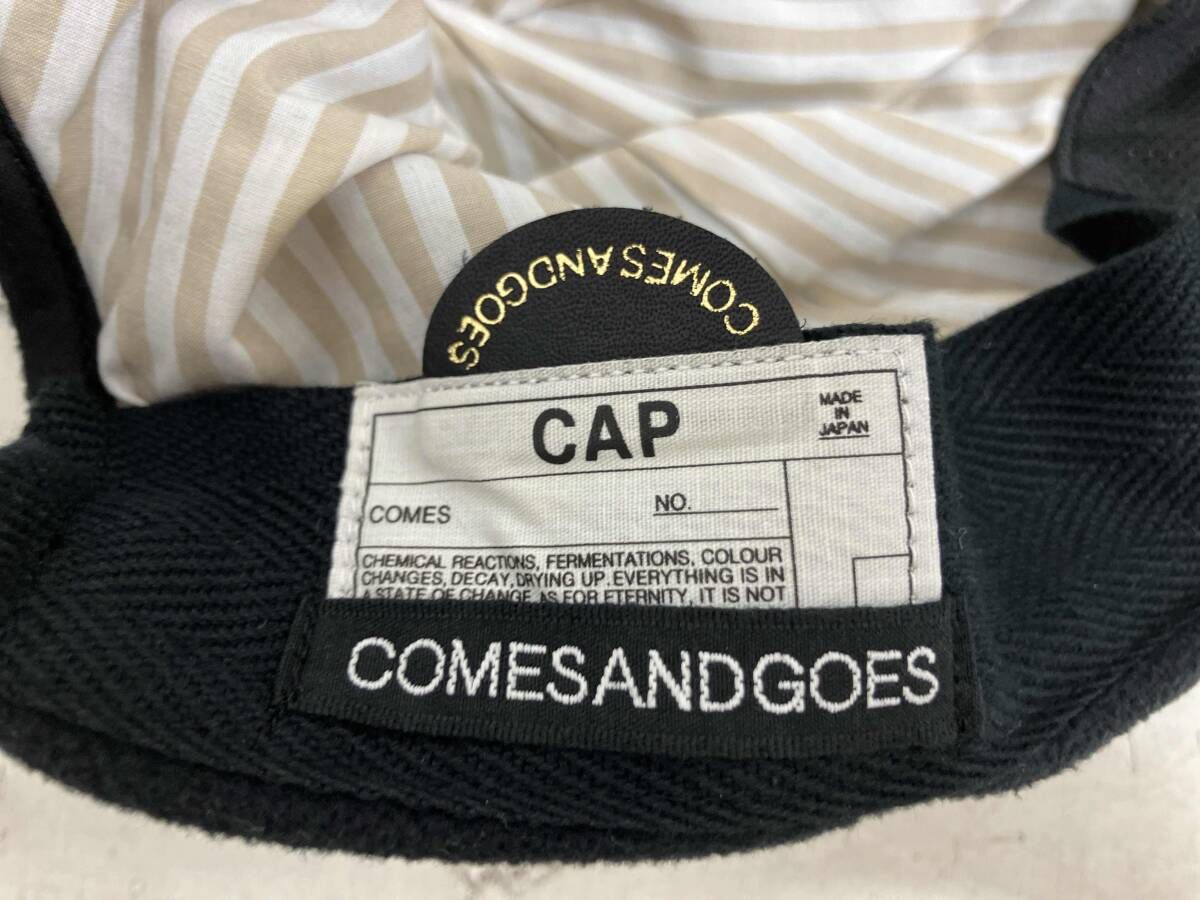 COMESANDGOES
CAP
MADE
IN
JAPAN
COMES
NO.
CHEMICAL REACTIONS, FERMENTATIONS, COLOUR
CHANGES, DECAY, DRYING UP. EVERYTHING IS IN
A STATE OF CHANGE. AS FOR ETERNITY, IT IS NOT
COMESANDGOES